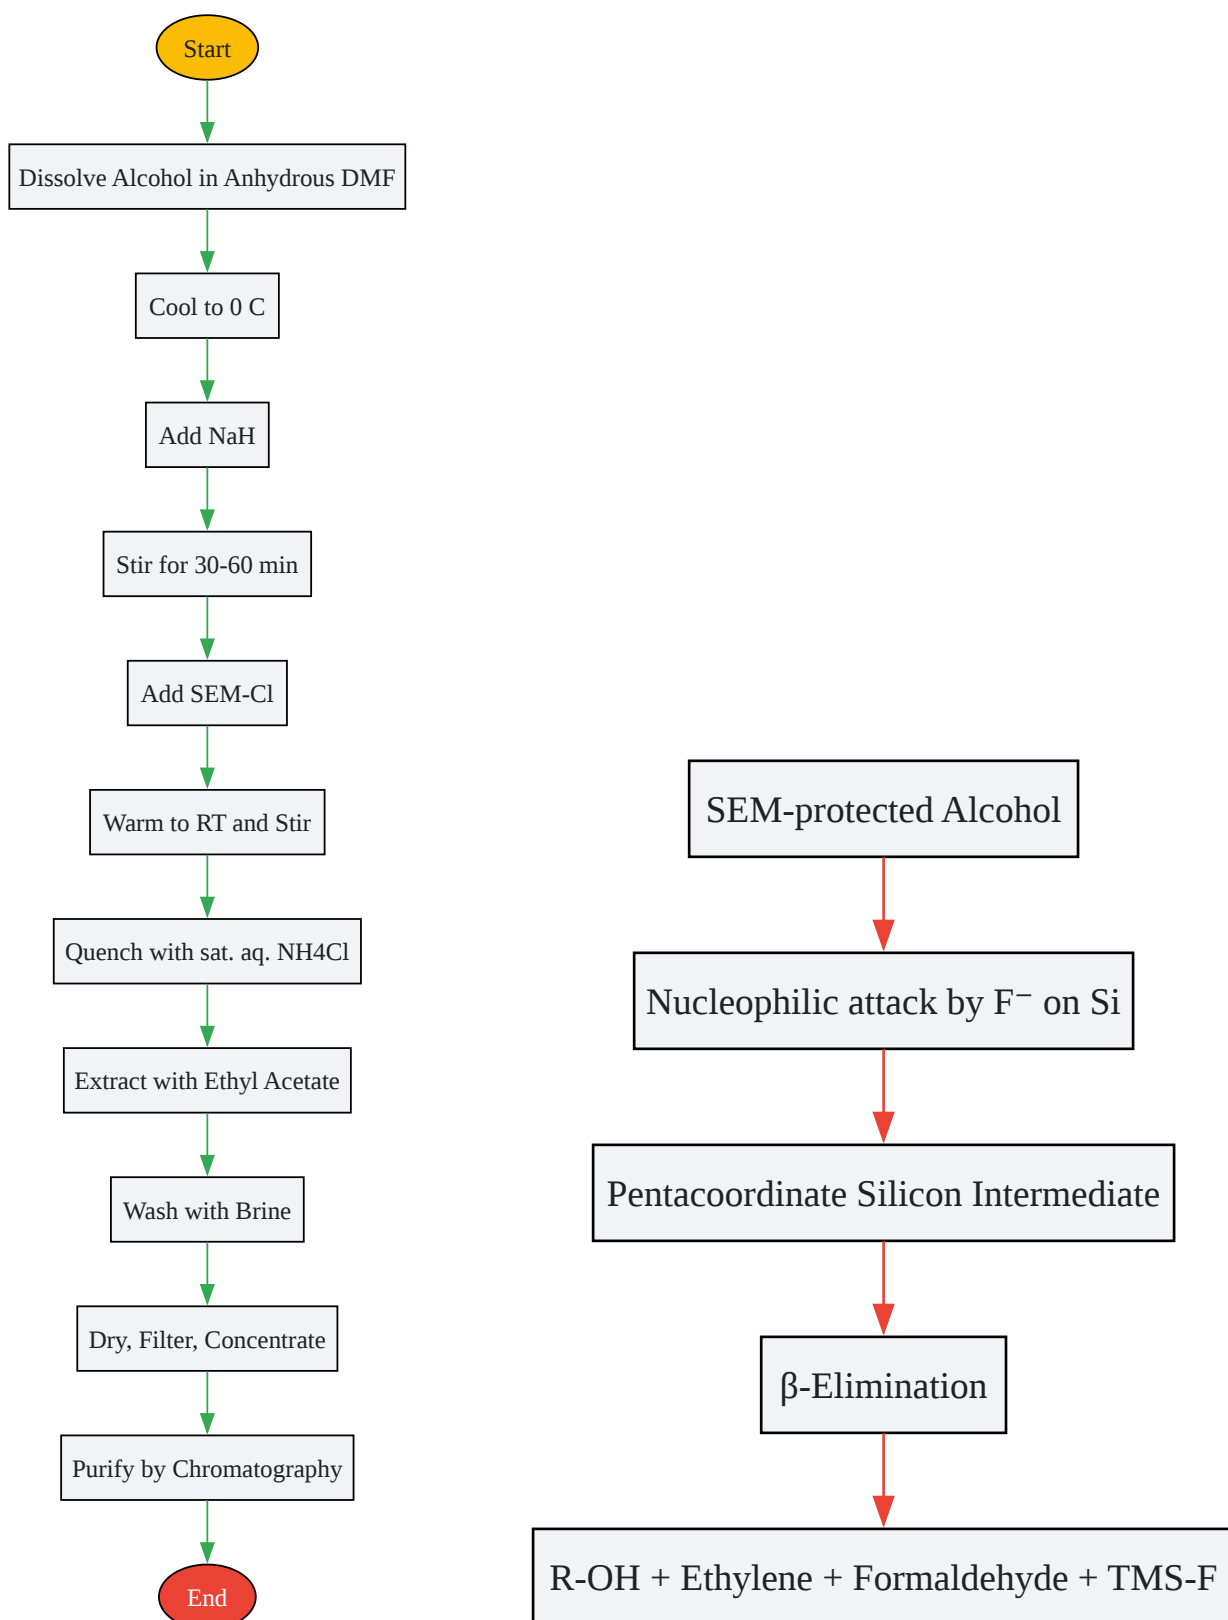 Start
Dissolve Alcohol in Anhydrous DMF
Cool to 0 C
Add NaH
Stir for 30-60 min
Add SEM-Cl
Warm to RT and Stir
Quench with sat. aq. NH4Cl
Extract with Ethyl Acetate
Wash with Brine
Dry, Filter, Concentrate
Purify by Chromatography
End
SEM-protected Alcohol
Nucleophilic attack by F⁻ on Si
Pentacoordinate Silicon Intermediate
β-Elimination
R-OH + Ethylene + Formaldehyde + TMS-F